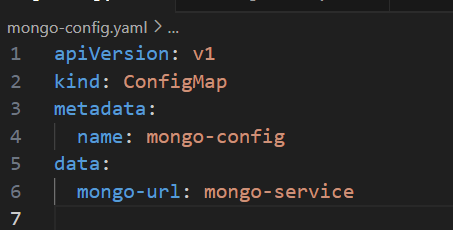 mongo-config.yaml > ...
1 apiVersion: v1
2 kind: ConfigMap
3 metadata:
4   name: mongo-config
5 data:
6   mongo-url: mongo-service
7